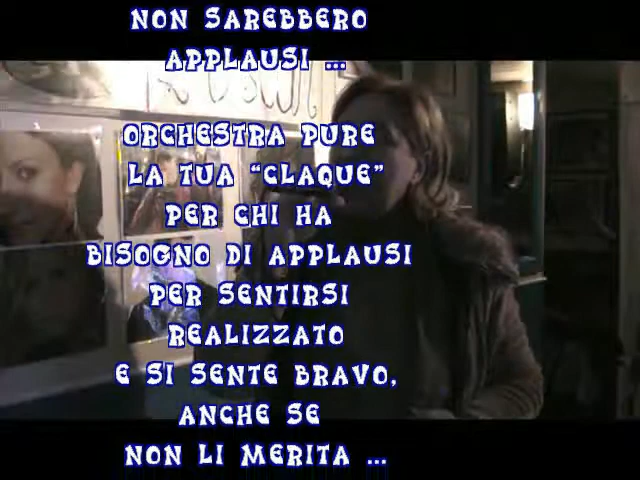 NON SAREBBERO
APPLAUSI ...
ORCHESTRA PURE
LA TUA "CLAQUE"
PER CHI HA
BISOGNO DI APPLAUSI
PER SENTIRSI
REALIZZATO
E SI SENTE BRAVO,
ANCHE SE
NON LI MERITA ...